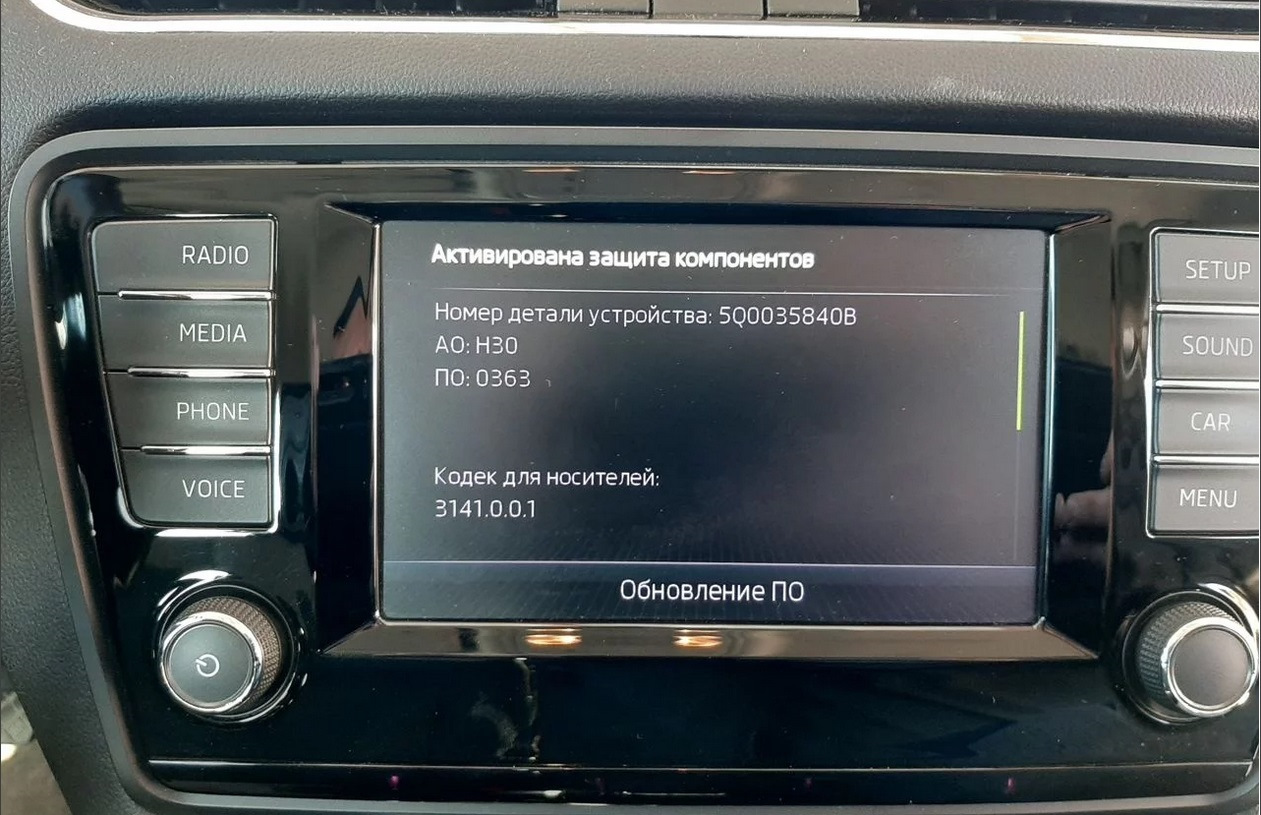 RADIO
MEDIA
PHONE
VOICE
Активирована защита компонентов
Номер детали устройства: 5Q0035840B
АО: H30
ПО: 0363
Кодек для носителей:
3141.0.0.1
Обновление ПО
SETUP
SOUND
CAR
MENU